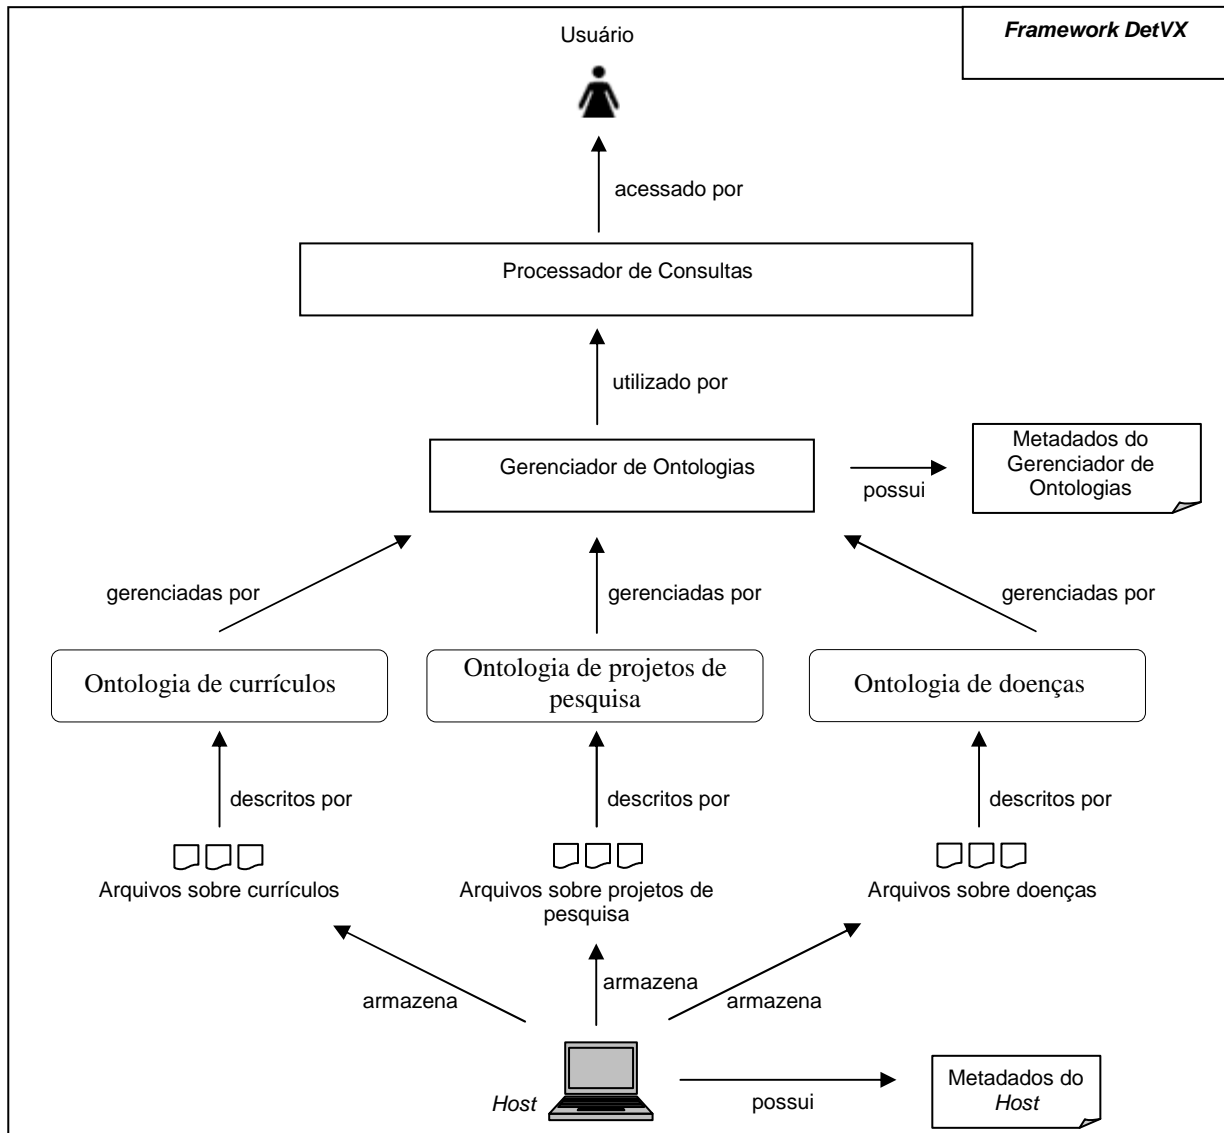 Framework DetVX
Usuário
acessado por
Processador de Consultas
utilizado por
Gerenciador de Ontologias
possui
Metadados do
Gerenciador de
Ontologias
gerenciadas por
gerenciadas por
gerenciadas por
Ontologia de currículos
Ontologia de projetos de
pesquisa
Ontologia de doenças
descritos por
descritos por
descritos por
Arquivos sobre currículos
Arquivos sobre projetos de
pesquisa
Arquivos sobre doenças
armazena
armazena
armazena
Host
possui
Metadados do
Host